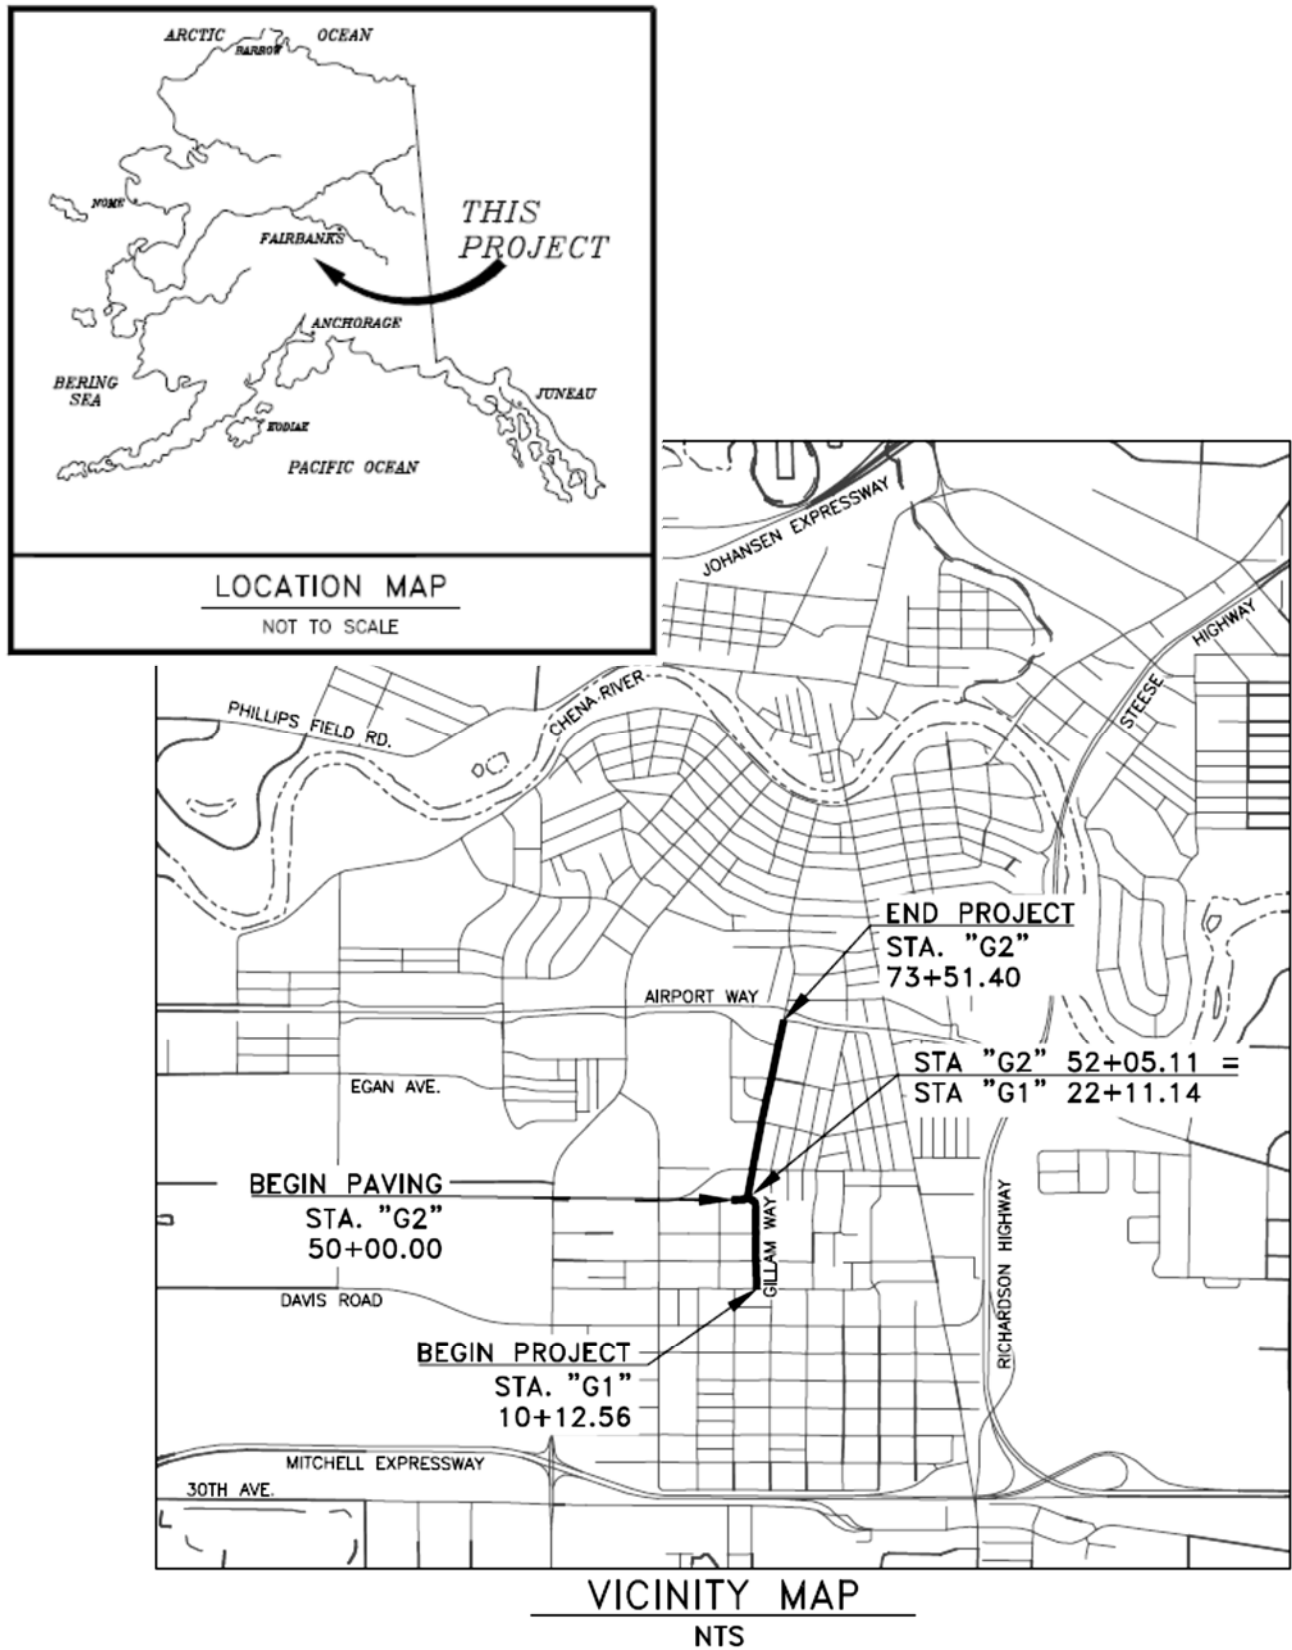 ARCTIC OCEAN
BARROW
NOME
THIS
PROJECT
FAIRBANKS
ANCHORAGE
BERING
SEA
JUNEAU
KODIAK
PACIFIC OCEAN
LOCATION MAP
NOT TO SCALE
JOHANSEN EXPRESSWAY
STEESE HIGHWAY
CHENA RIVER
PHILLIPS FIELD RD.
END PROJECT
STA. "G2"
73+51.40
AIRPORT WAY
STA "G2" 52+05.11 =
STA "G1" 22+11.14
EGAN AVE.
BEGIN PAVING
STA. "G2"
50+00.00
GILLAM WAY
RICHARDSON HIGHWAY
DAVIS ROAD
BEGIN PROJECT
STA. "G1"
10+12.56
MITCHELL EXPRESSWAY
30TH AVE.
VICINITY MAP
NTS